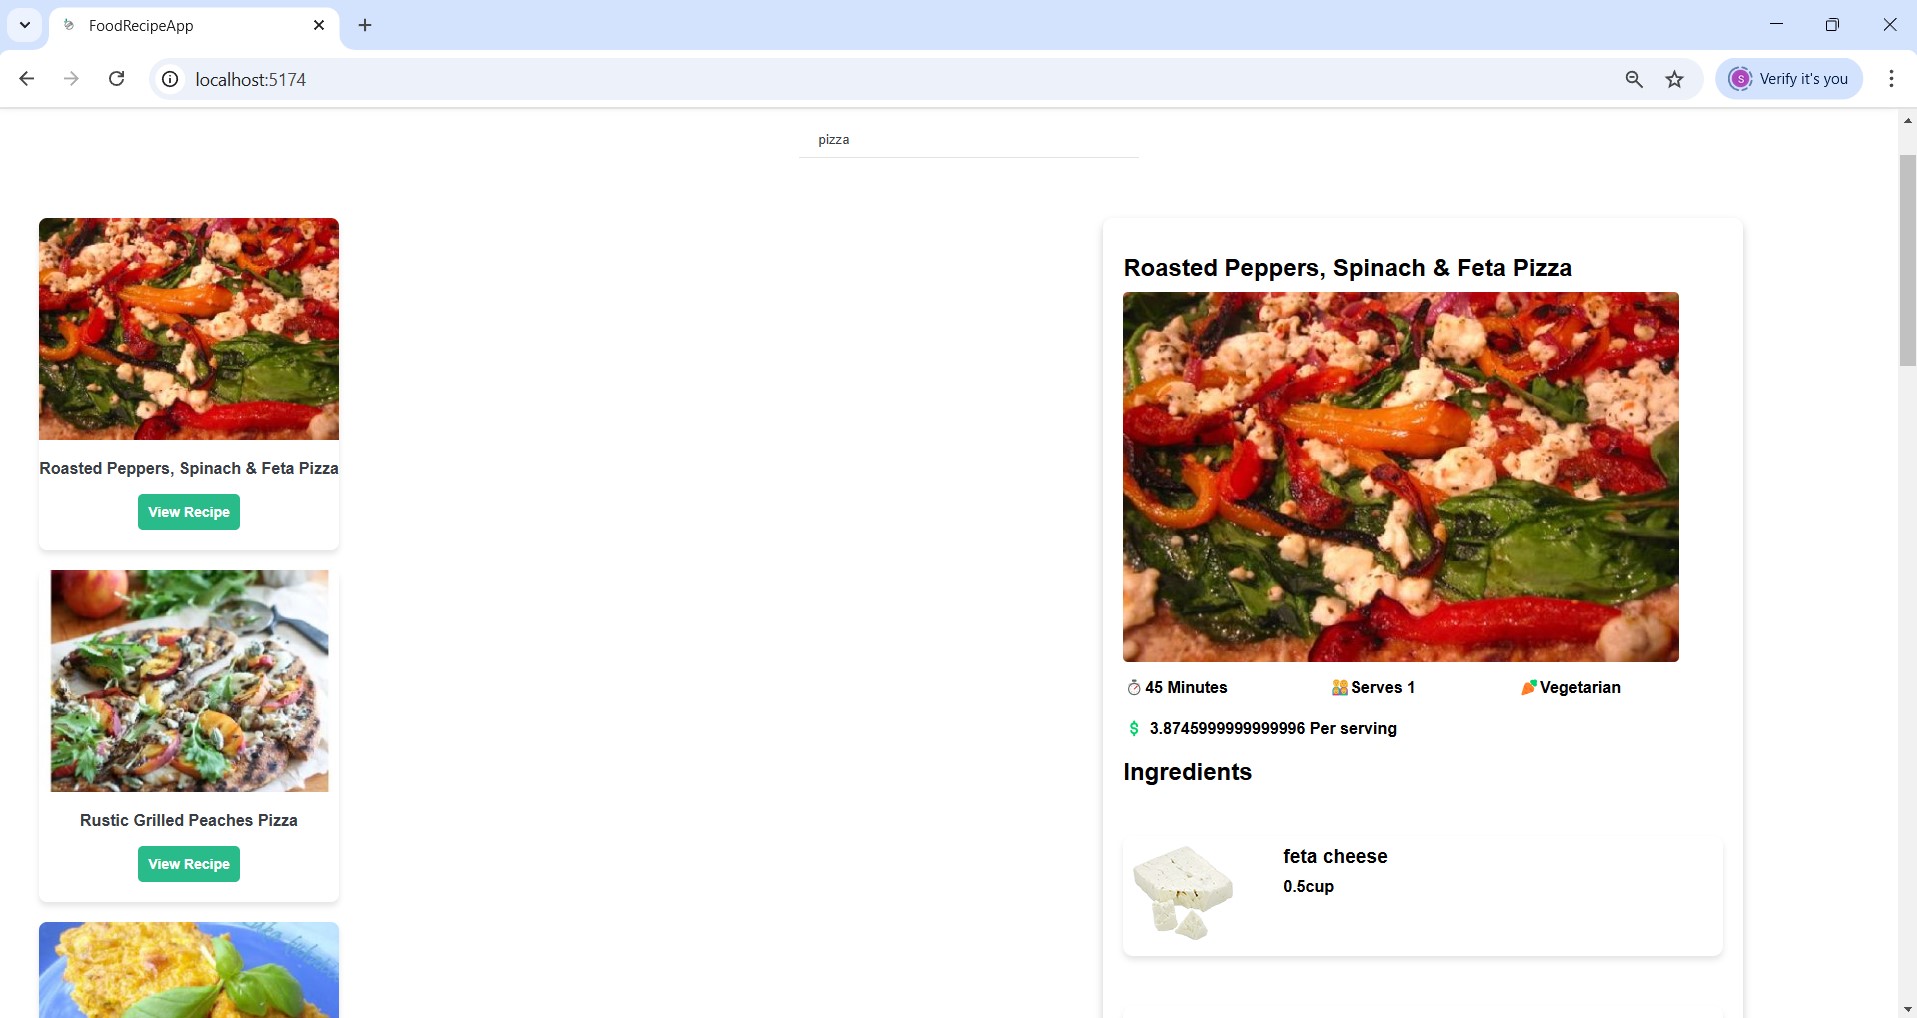 FoodRecipeApp
localhost:5174
S Verify it's you
pizza
Roasted Peppers, Spinach & Feta Pizza
View Recipe
Rustic Grilled Peaches Pizza
View Recipe
Roasted Peppers, Spinach & Feta Pizza
45 Minutes Serves 1 Vegetarian
$ 3.8745999999999996 Per serving
Ingredients
feta cheese
0.5cup